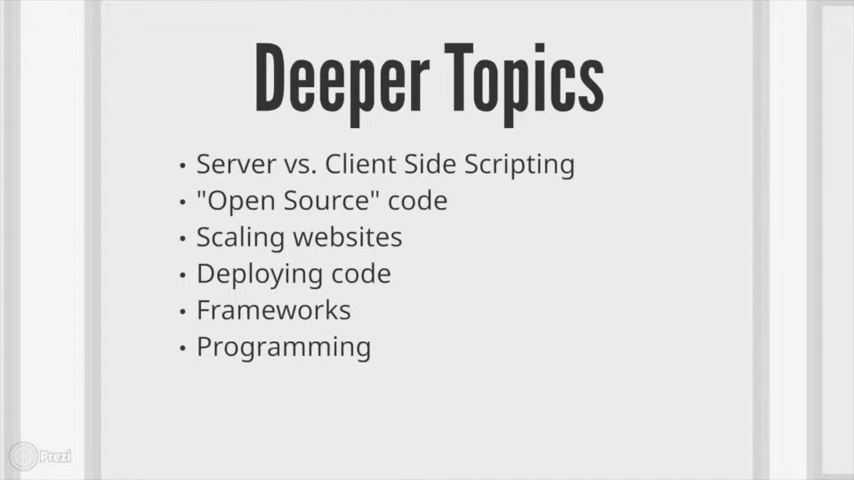 Deeper Topics
• Server vs. Client Side Scripting
• "Open Source" code
• Scaling websites
• Deploying code
• Frameworks
• Programming
Prezi